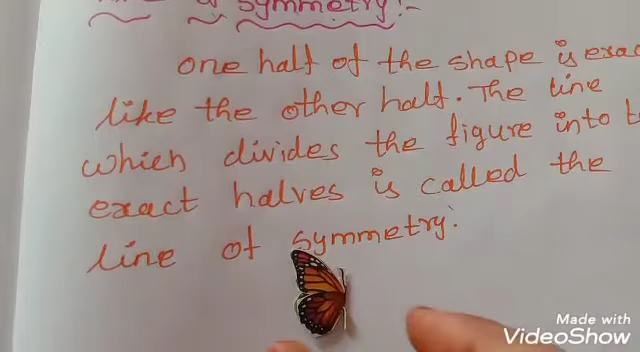 symmetry:-
one half of the shape is exac
like the other half. The line
which divides the figure into t
exact halves is called the
line of symmetry.
Made with
VideoShow